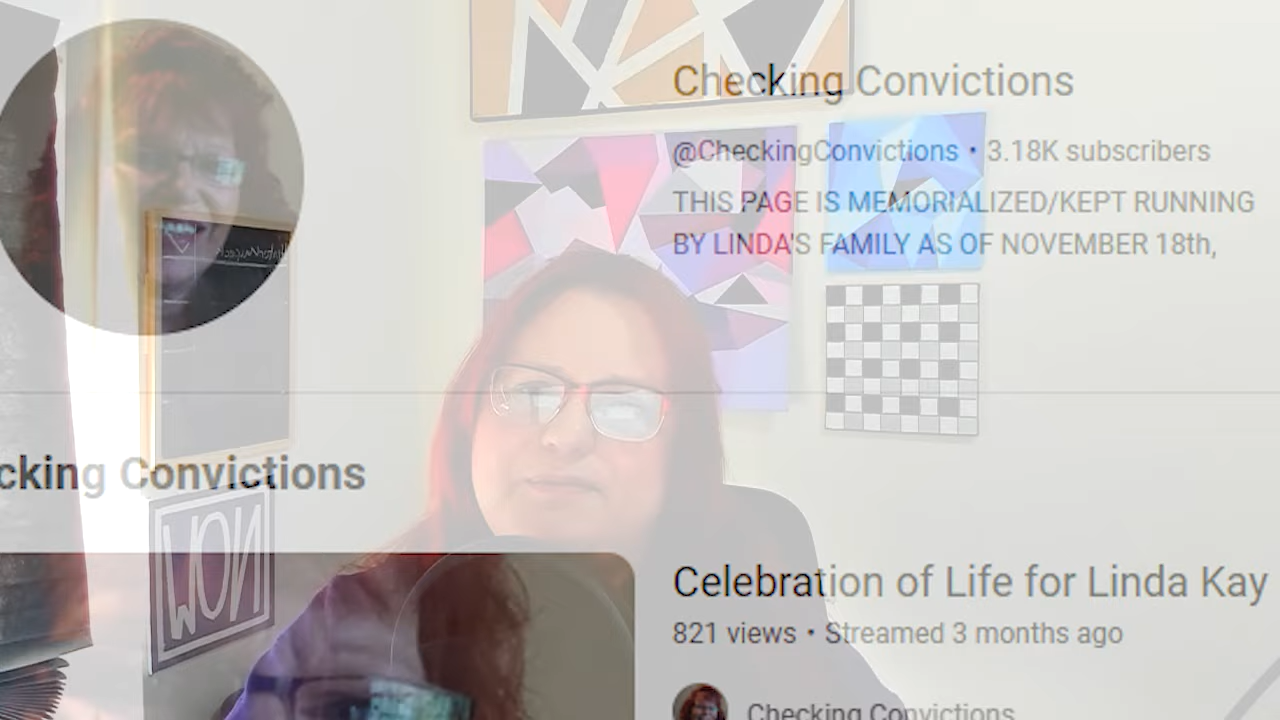 Checking Convictions
@CheckingConvictions • 3.18K subscribers
THIS PAGE IS MEMORIALIZED/KEPT RUNNING
BY LINDA'S FAMILY AS OF NOVEMBER 18th,
cking Convictions
NOW
Celebration of Life for Linda Kay
821 views • Streamed 3 months ago
Checking Convictions